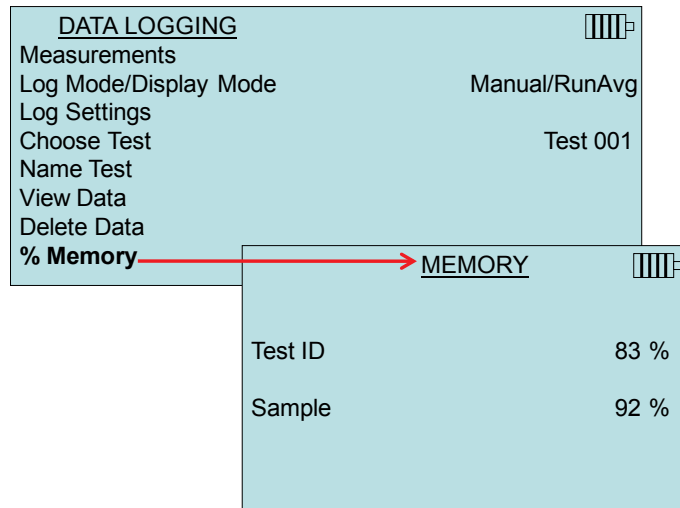 DATA LOGGING
Measurements
Log Mode/Display Mode Manual/RunAvg
Log Settings
Choose Test Test 001
Name Test
View Data
Delete Data
% Memory
MEMORY
Test ID 83 %
Sample 92 %